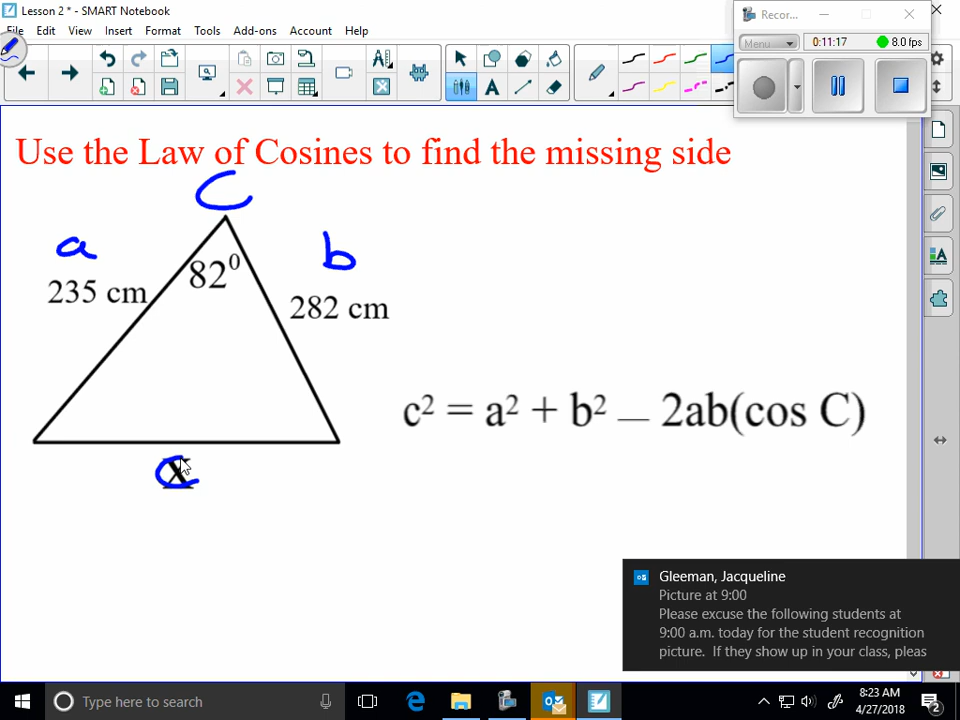 Lesson 2 * - SMART Notebook
Recor...
File Edit View Insert Format Tools Add-ons Account Help
Menu 0:11:17 8.0 fps
A
Use the Law of Cosines to find the missing side
C
a b
82⁰
235 cm
282 cm
c² = a² + b² — 2ab(cos C)
x
c
Gleeman, Jacqueline
Picture at 9:00
Please excuse the following students at
9:00 a.m. today for the student recognition
picture. If they show up in your class, pleas
Type here to search
8:23 AM
4/27/2018
2